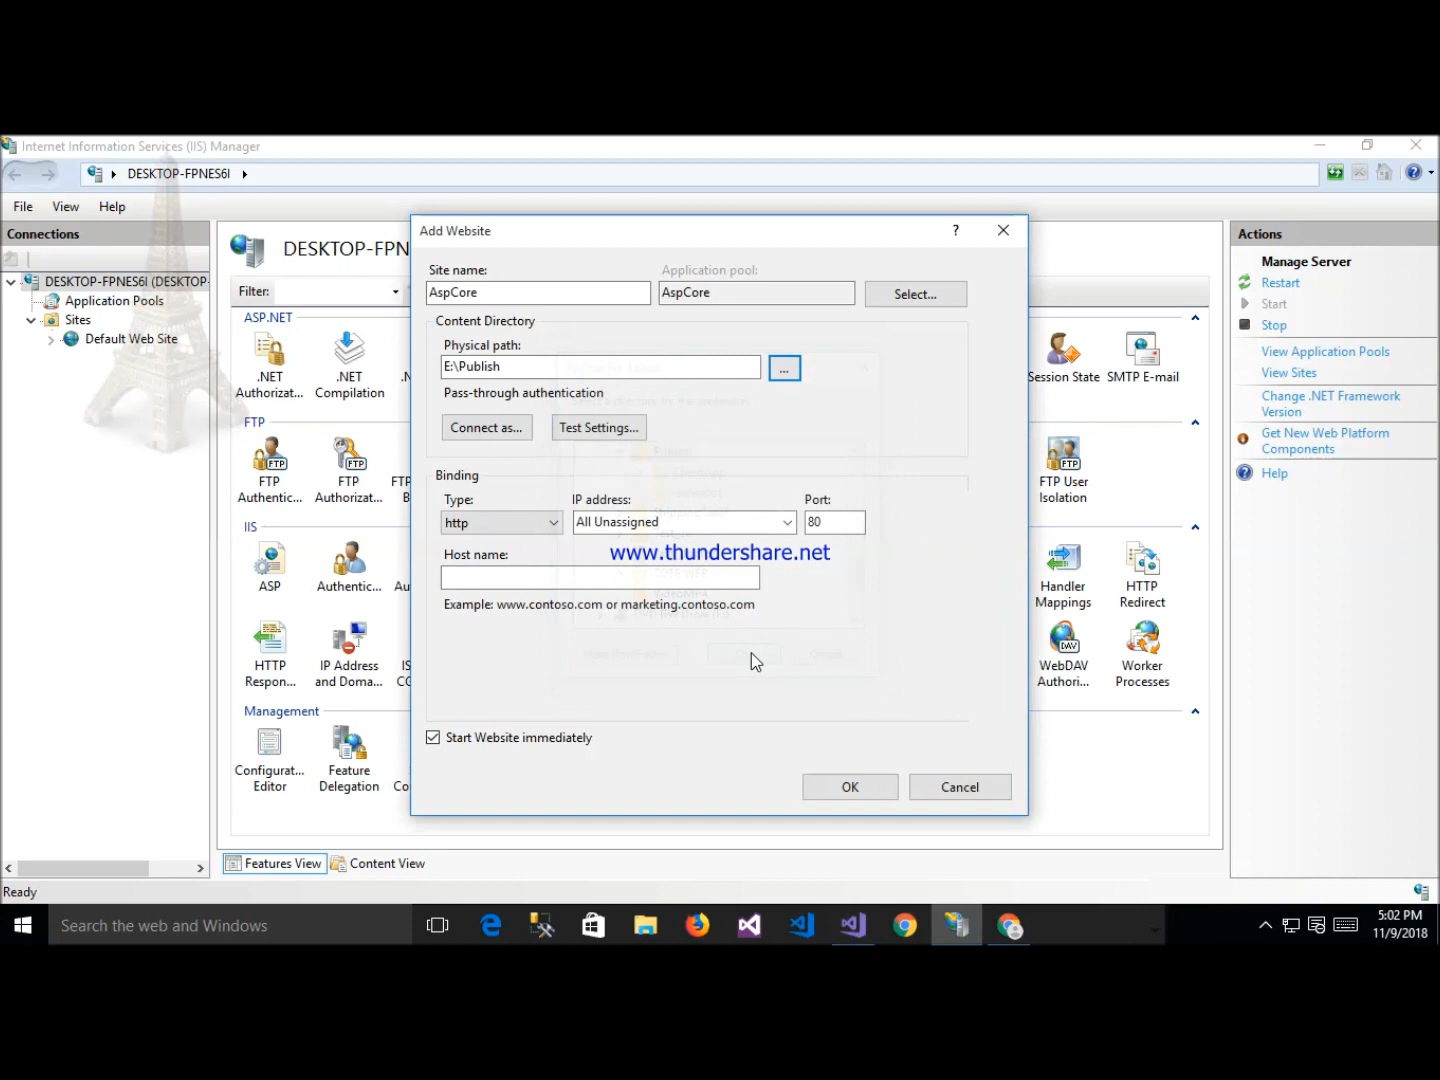 Internet Information Services (IIS) Manager
DESKTOP-FPNES6I
File View Help
Connections
DESKTOP-FPNES6I (DESKTOP-
Application Pools
Sites
Default Web Site
DESKTOP-FPNE
Filter:
ASP.NET
.NET Authorizat...
.NET Compilation
.N
Session State
SMTP E-mail
FTP
FTP Authentic...
FTP Authorizat...
FTP
B
FTP User Isolation
IIS
ASP
Authentic...
Au
Handler Mappings
HTTP Redirect
HTTP Respon...
IP Address and Doma...
IS
CC
WebDAV Authori...
Worker Processes
Management
Configurat... Editor
Feature Delegation
Co
Features View
Content View
Ready
Add Website
?
Site name:
AspCore
Application pool:
AspCore
Select...
Content Directory
Physical path:
E:\Publish
...
Pass-through authentication
Connect as...
Test Settings...
Binding
Type:
http
IP address:
All Unassigned
Port:
80
www.thundershare.net
Host name:
Example: www.contoso.com or marketing.contoso.com
Start Website immediately
OK
Cancel
Actions
Manage Server
Restart
Start
Stop
View Application Pools
View Sites
Change .NET Framework
Version
Get New Web Platform
Components
Help
Search the web and Windows
5:02 PM
11/9/2018